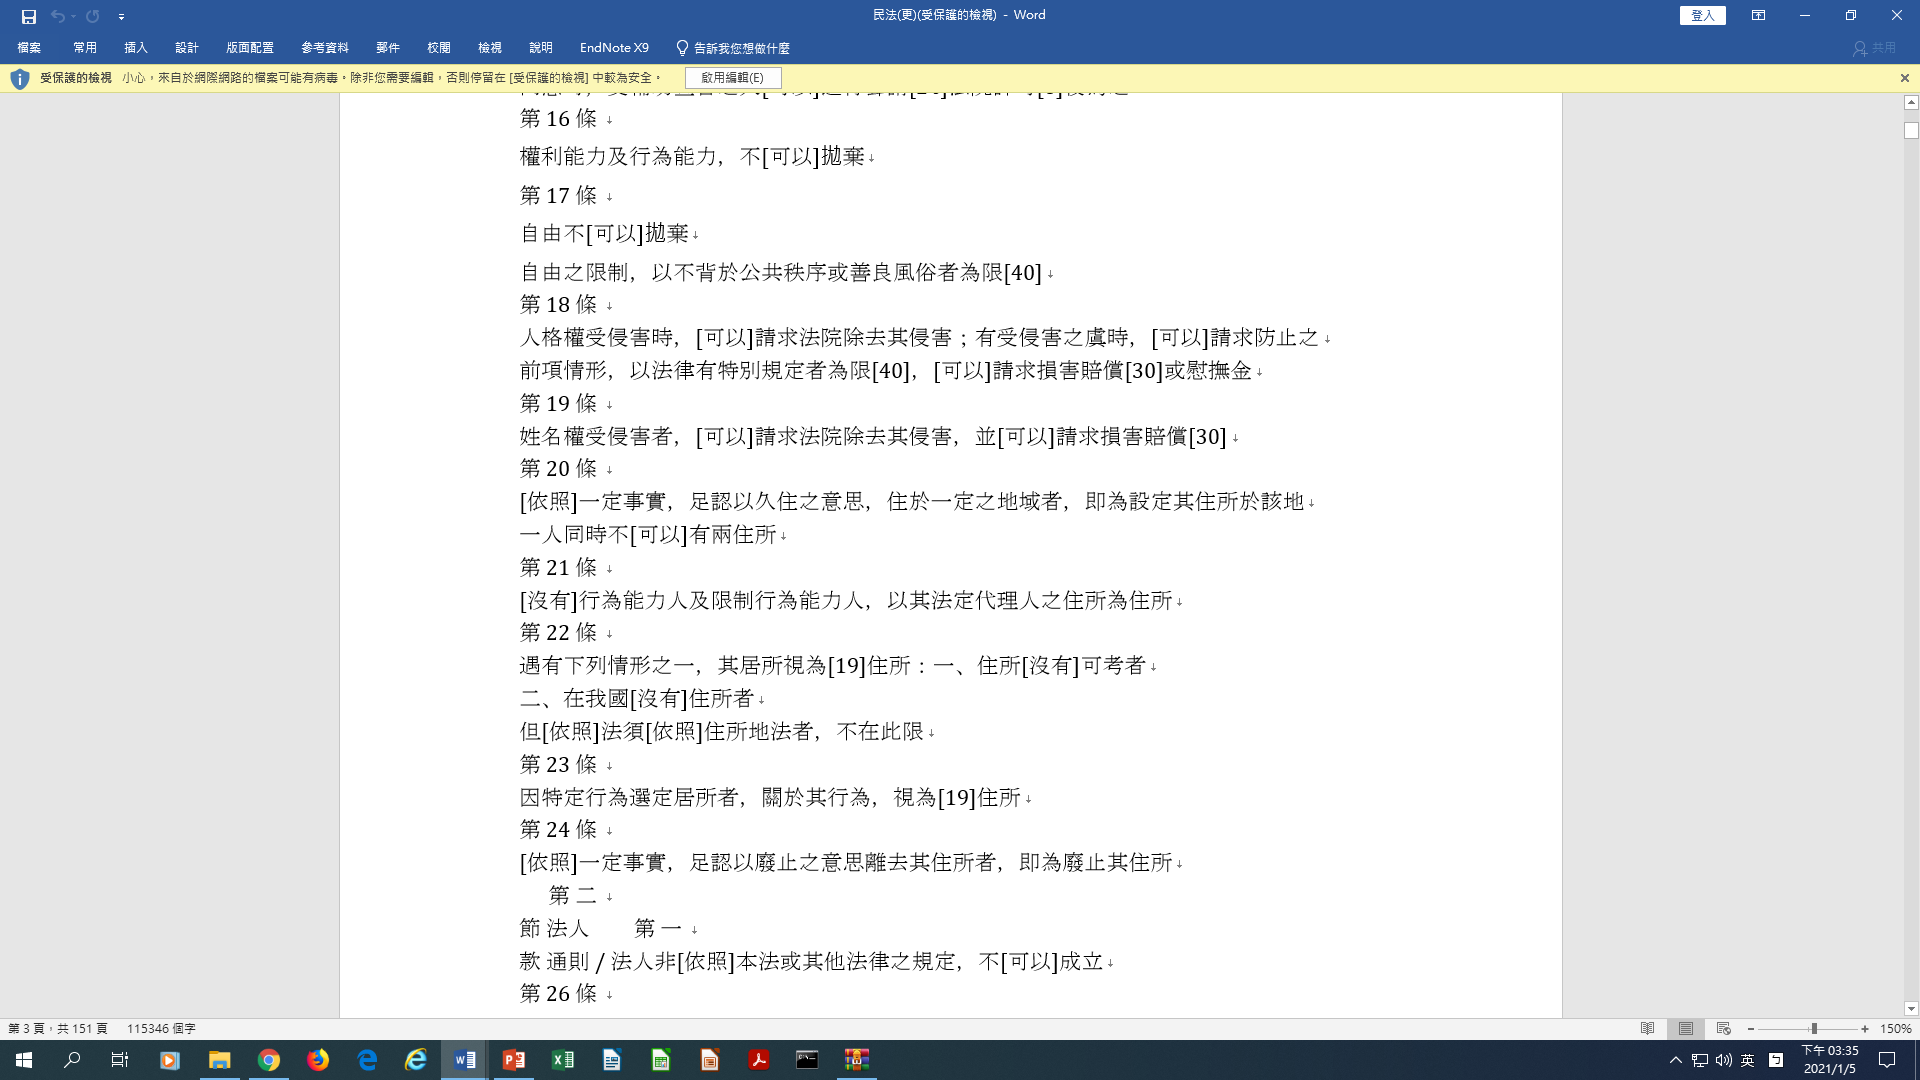 民法(更)(受保護的檢視) - Word
登入
檔案 常用 插入 設計 版面配置 參考資料 郵件 校閱 檢視 說明 EndNote X9 告訴我您想做什麼 共用
受保護的檢視 小心，來自於網際網路的檔案可能有病毒。除非您需要編輯，否則停留在 [受保護的檢視] 中較為安全。 啟用編輯(E)
第 16 條
權利能力及行為能力，不[可以]拋棄
第 17 條
自由不[可以]拋棄
自由之限制，以不背於公共秩序或善良風俗者為限[40]
第 18 條
人格權受侵害時，[可以]請求法院除去其侵害；有受侵害之虞時，[可以]請求防止之
前項情形，以法律有特別規定者為限[40]，[可以]請求損害賠償[30]或慰撫金
第 19 條
姓名權受侵害者，[可以]請求法院除去其侵害，並[可以]請求損害賠償[30]
第 20 條
[依照]一定事實，足認以久住之意思，住於一定之地域者，即為設定其住所於該地
一人同時不[可以]有兩住所
第 21 條
[沒有]行為能力人及限制行為能力人，以其法定代理人之住所為住所
第 22 條
遇有下列情形之一，其居所視為[19]住所：一、住所[沒有]可考者
二、在我國[沒有]住所者
但[依照]法須[依照]住所地法者，不在此限
第 23 條
因特定行為選定居所者，關於其行為，視為[19]住所
第 24 條
[依照]一定事實，足認以廢止之意思離去其住所者，即為廢止其住所
第 二
節 法人 第 一
款 通則 / 法人非[依照]本法或其他法律之規定，不[可以]成立
第 26 條
第 3 頁，共 151 頁 115346 個字
150%
英
下午 03:35
2021/1/5